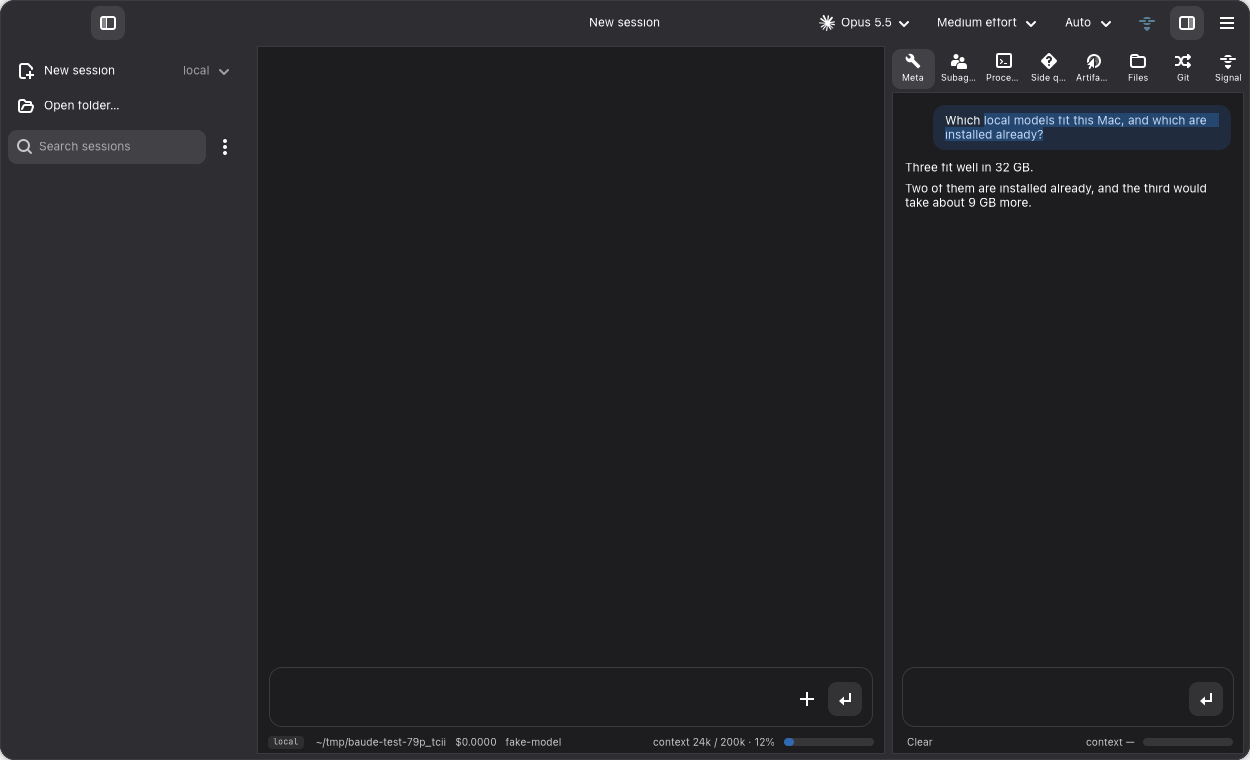 New session
Opus 5.5
Medium effort
Auto
New session
local
Open folder...
Search sessions
Meta
Subag...
Proce...
Side q...
Artifa...
Files
Git
Signal
Which local models fit this Mac, and which are
installed already?
Three fit well in 32 GB.
Two of them are installed already, and the third would
take about 9 GB more.
local
~/tmp/baude-test-79p_tcii
$0.0000
fake-model
context 24k / 200k · 12%
Clear
context —